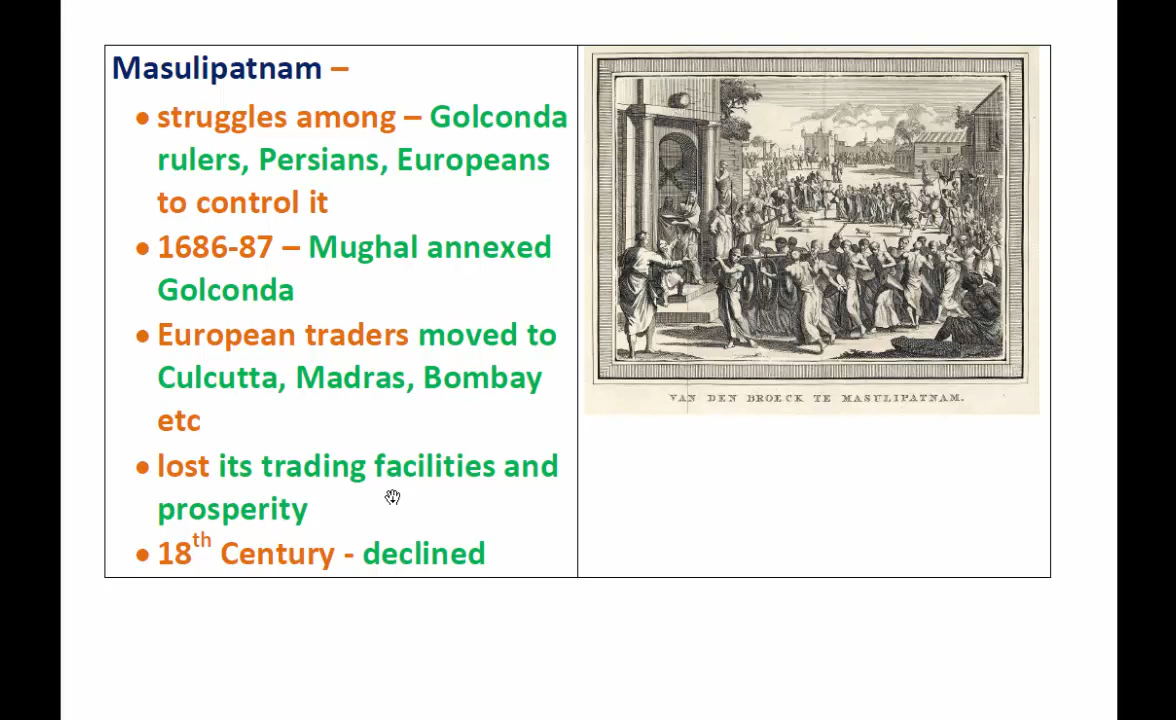 Masulipatnam –
• struggles among – Golconda
rulers, Persians, Europeans
to control it
• 1686-87 – Mughal annexed
Golconda
• European traders moved to
Culcutta, Madras, Bombay
etc
• lost its trading facilities and
prosperity
• 18th Century - declined
VAN DEN BROECK TE MASULIPATNAM.